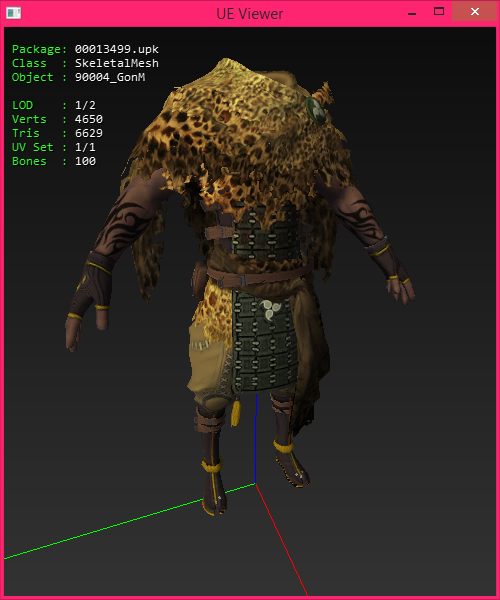 UE Viewer
Package: 00013499.upk
Class : SkeletalMesh
Object : 90004_GonM
LOD : 1/2
Verts : 4650
Tris : 6629
UV Set : 1/1
Bones : 100